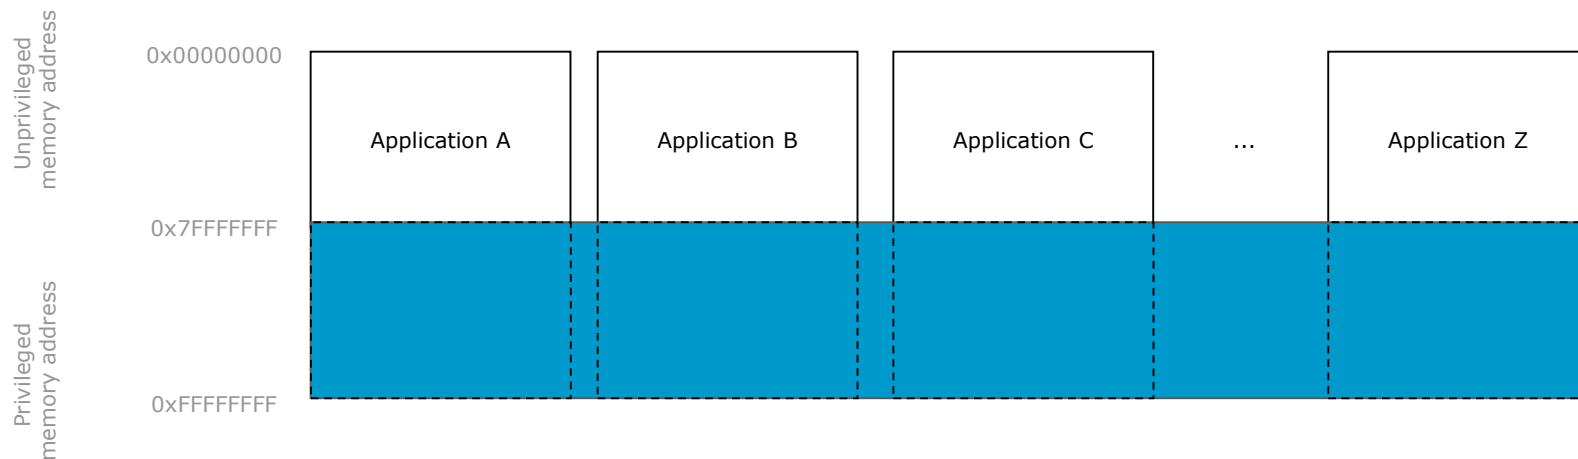 Unprivileged
memory address
0x00000000
Application A
Application B
Application C
...
Application Z
0x7FFFFFFF
Privileged
memory address
0xFFFFFFFF